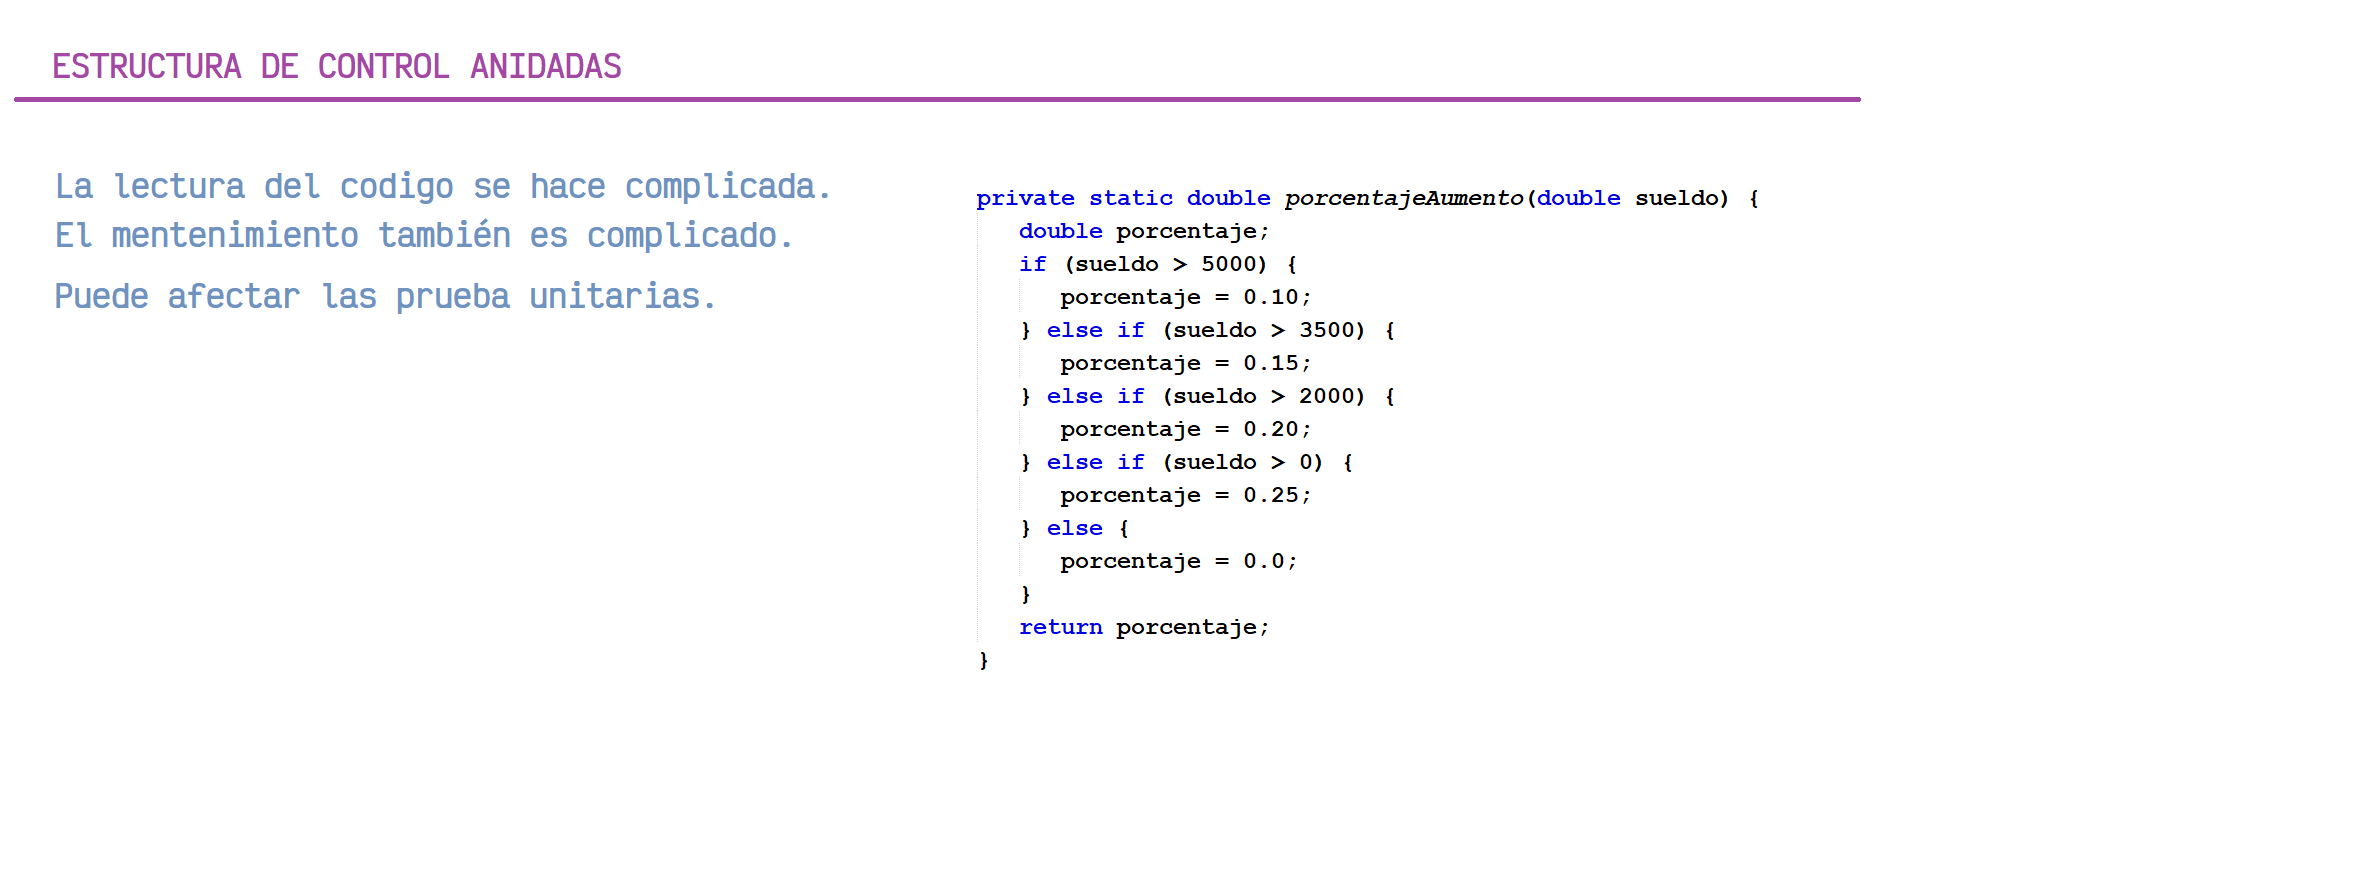 ESTRUCTURA DE CONTROL ANIDADAS
La lectura del codigo se hace complicada.
El mentenimiento también es complicado.
Puede afectar las prueba unitarias.
private static double porcentajeAumento(double sueldo) {
   double porcentaje;
   if (sueldo > 5000) {
      porcentaje = 0.10;
   } else if (sueldo > 3500) {
      porcentaje = 0.15;
   } else if (sueldo > 2000) {
      porcentaje = 0.20;
   } else if (sueldo > 0) {
      porcentaje = 0.25;
   } else {
      porcentaje = 0.0;
   }
   return porcentaje;
}